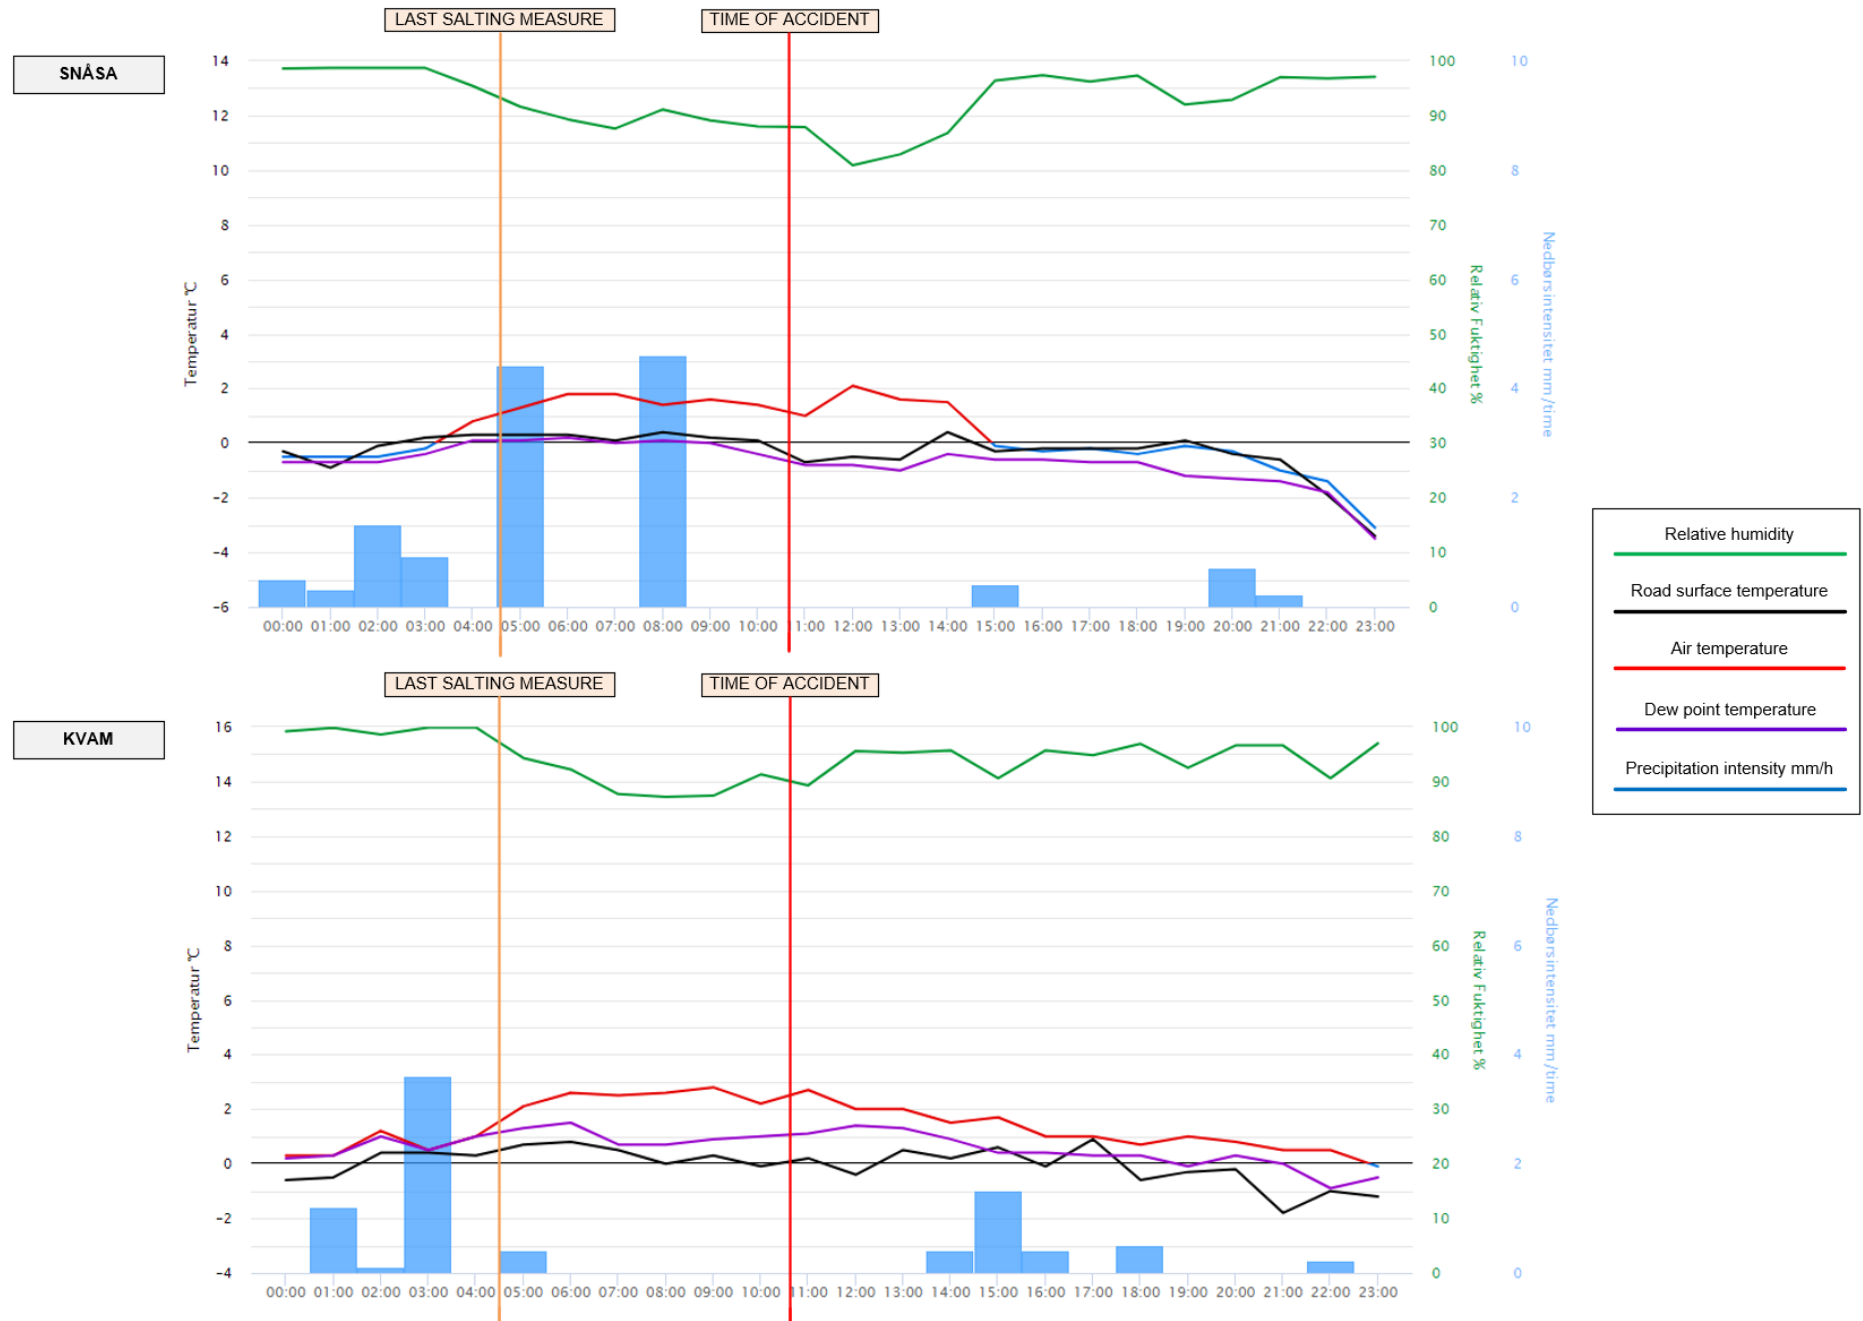 LAST SALTING MEASURE
TIME OF ACCIDENT
SNÅSA
14
12
10
8
6
4
2
0
−2
−4
−6
Temperatur ℃
100
90
80
70
60
50
40
30
20
10
0
Relativ Fuktighet %
10
8
6
4
2
0
Nedbørsintensitet mm/time
00:00 01:00 02:00 03:00 04:00 05:00 06:00 07:00 08:00 09:00 10:00 11:00 12:00 13:00 14:00 15:00 16:00 17:00 18:00 19:00 20:00 21:00 22:00 23:00
Relative humidity
Road surface temperature
Air temperature
Dew point temperature
Precipitation intensity mm/h
LAST SALTING MEASURE
TIME OF ACCIDENT
KVAM
16
14
12
10
8
6
4
2
0
−2
−4
Temperatur ℃
100
90
80
70
60
50
40
30
20
10
0
Relativ Fuktighet %
10
8
6
4
2
0
Nedbørsintensitet mm/time
00:00 01:00 02:00 03:00 04:00 05:00 06:00 07:00 08:00 09:00 10:00 11:00 12:00 13:00 14:00 15:00 16:00 17:00 18:00 19:00 20:00 21:00 22:00 23:00